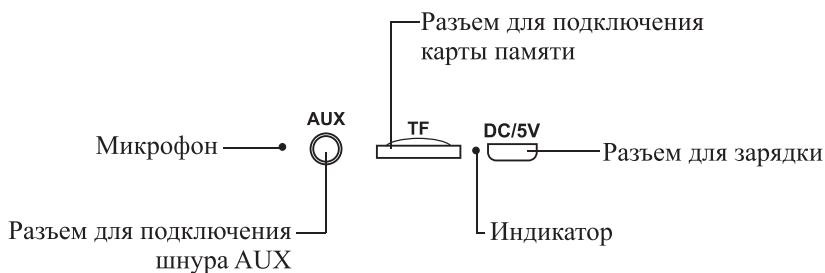 Разъем для подключения
карты памяти
AUX
TF
DC/5V
Микрофон
Разъем для зарядки
Разъем для подключения
шнура AUX
Индикатор